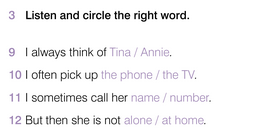 3 Listen and circle the right word.
9 I always think of Tina / Annie.
10 I often pick up the phone / the TV.
11 I sometimes call her name / number.
12 But then she is not alone / at home.